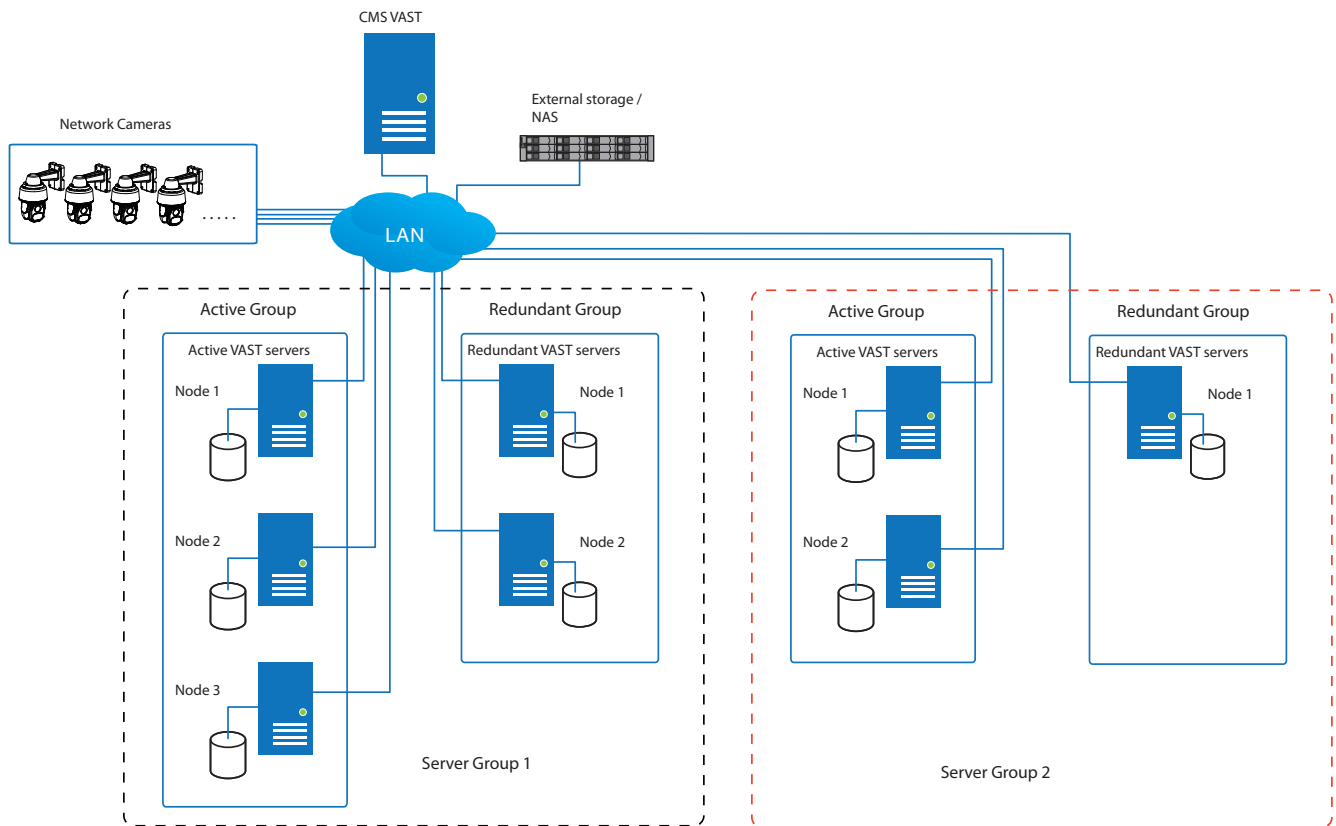 CMS VAST
External storage /
NAS
Network Cameras
.....
LAN
Active Group
Redundant Group
Active VAST servers
Redundant VAST servers
Node 1
Node 1
Node 2
Node 2
Node 3
Server Group 1
Active Group
Redundant Group
Active VAST servers
Redundant VAST servers
Node 1
Node 1
Node 2
Server Group 2